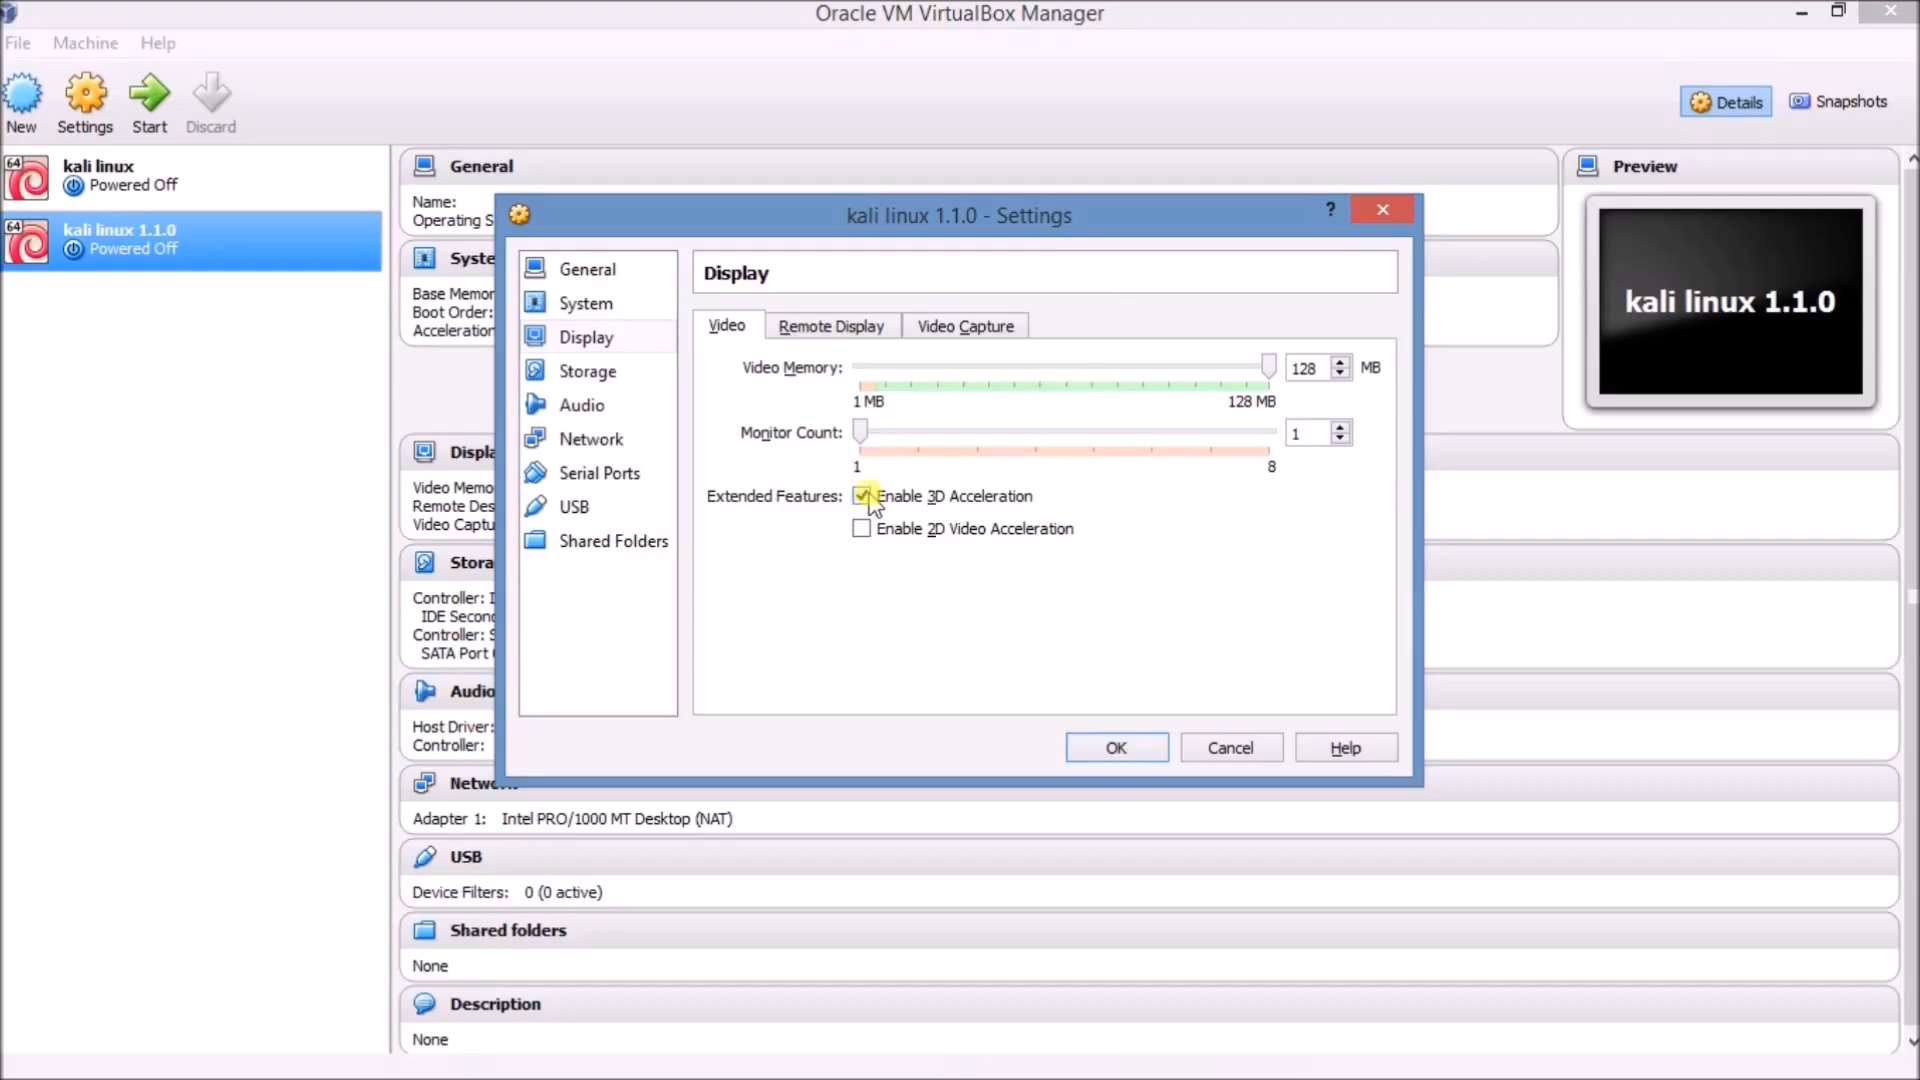 Oracle VM VirtualBox Manager
File Machine Help
New Settings Start Discard
Details Snapshots
64 kali linux
Powered Off
64 kali linux 1.1.0
Powered Off
General
Name:
Operating S
Syste
Base Memor
Boot Order:
Acceleration
Displa
Video Memo
Remote Des
Video Captu
Stora
Controller: I
IDE Second
Controller: S
SATA Port
Audio
Host Driver:
Controller:
Netwo
Adapter 1: Intel PRO/1000 MT Desktop (NAT)
USB
Device Filters: 0 (0 active)
Shared folders
None
Description
None
Preview
kali linux 1.1.0
kali linux 1.1.0 - Settings
?
General
System
Display
Storage
Audio
Network
Serial Ports
USB
Shared Folders
Display
Video Remote Display Video Capture
Video Memory: 128 MB
1 MB 128 MB
Monitor Count: 1
1 8
Extended Features: Enable 3D Acceleration
Enable 2D Video Acceleration
OK Cancel Help